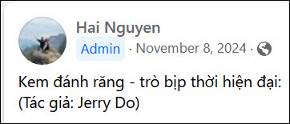 Hai Nguyen
Admin · November 8, 2024 ·
Kem đánh răng - trò bịp thời hiện đại:
(Tác giả: Jerry Do)